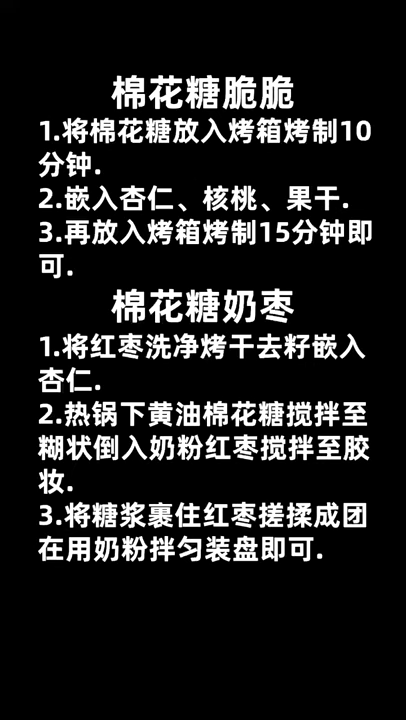 棉花糖脆脆
1.将棉花糖放入烤箱烤制10
分钟.
2.嵌入杏仁、核桃、果干.
3.再放入烤箱烤制15分钟即
可.
棉花糖奶枣
1.将红枣洗净烤干去籽嵌入
杏仁.
2.热锅下黄油棉花糖搅拌至
糊状倒入奶粉红枣搅拌至胶
妆.
3.将糖浆裹住红枣搓揉成团
在用奶粉拌匀装盘即可.